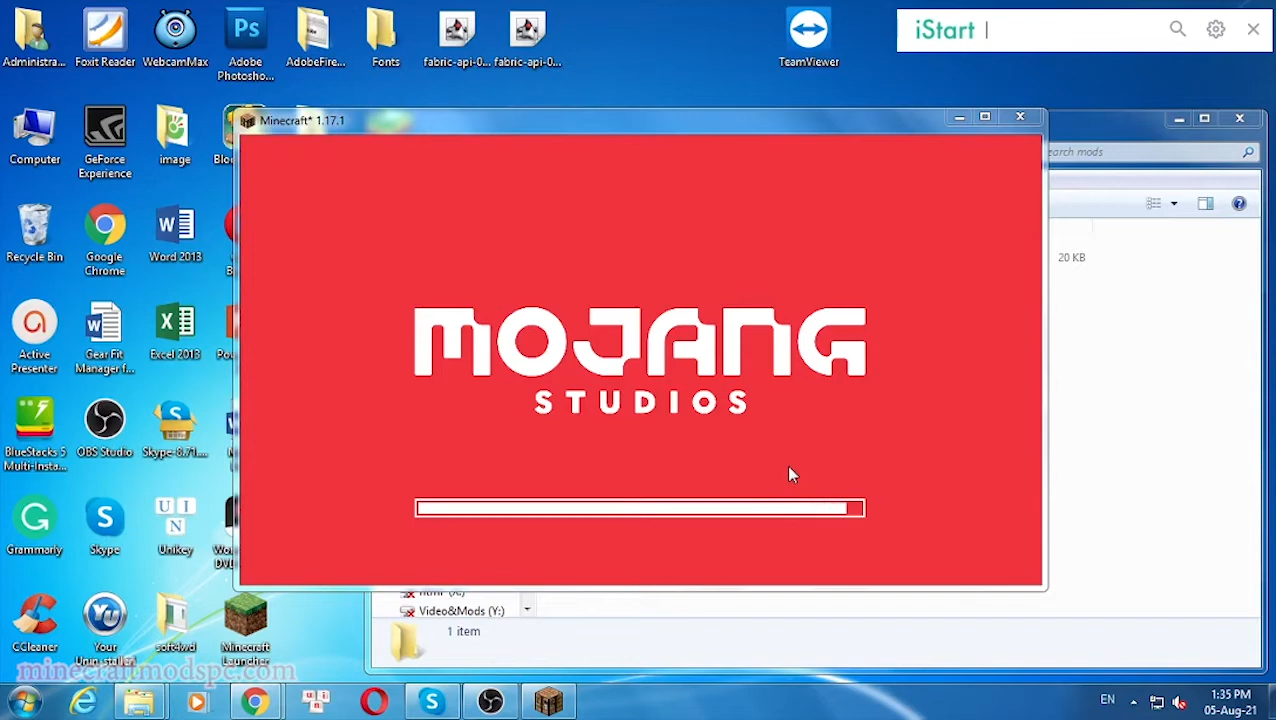 Administra...
Foxit Reader
WebcamMax
Adobe
Photosho...
AdobeFire...
Fonts
fabric-api-0...
fabric-api-0...
TeamViewer
iStart
Computer
GeForce
Experience
image
Minecraft* 1.17.1
earch mods
20 KB
Recycle Bin
Google
Chrome
Word 2013
MOJANG
STUDIOS
Active
Presenter
Gear Fit
Manager f...
Excel 2013
BlueStacks 5
Multi-Insta...
OBS Studio
Skype-8.71....
Grammarly
Skype
U I
N
Unikey
Video&Mods (Y:)
1 item
CCleaner
Your
Uninstaller
soft4wd
Minecraft
Launcher
minecraftmodspc.com
EN
1:35 PM
05-Aug-21